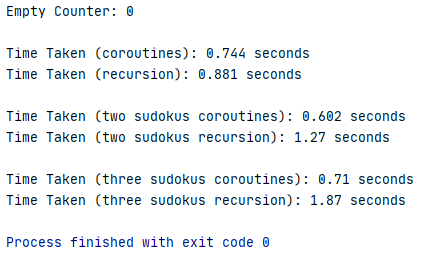 Empty Counter: 0
Time Taken (coroutines): 0.744 seconds
Time Taken (recursion): 0.881 seconds
Time Taken (two sudokus coroutines): 0.602 seconds
Time Taken (two sudokus recursion): 1.27 seconds
Time Taken (three sudokus coroutines): 0.71 seconds
Time Taken (three sudokus recursion): 1.87 seconds
Process finished with exit code 0